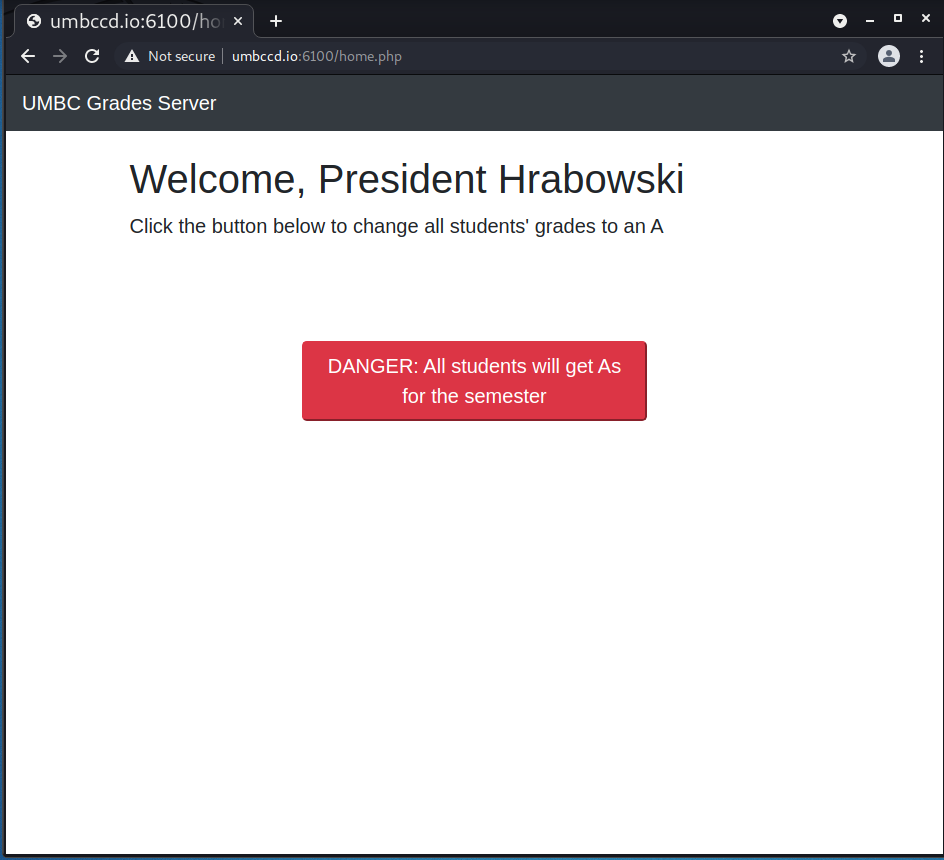 umbccd.io:6100/ho
Not secure
umbccd.io:6100/home.php
UMBC Grades Server
Welcome, President Hrabowski
Click the button below to change all students' grades to an A
DANGER: All students will get As
for the semester